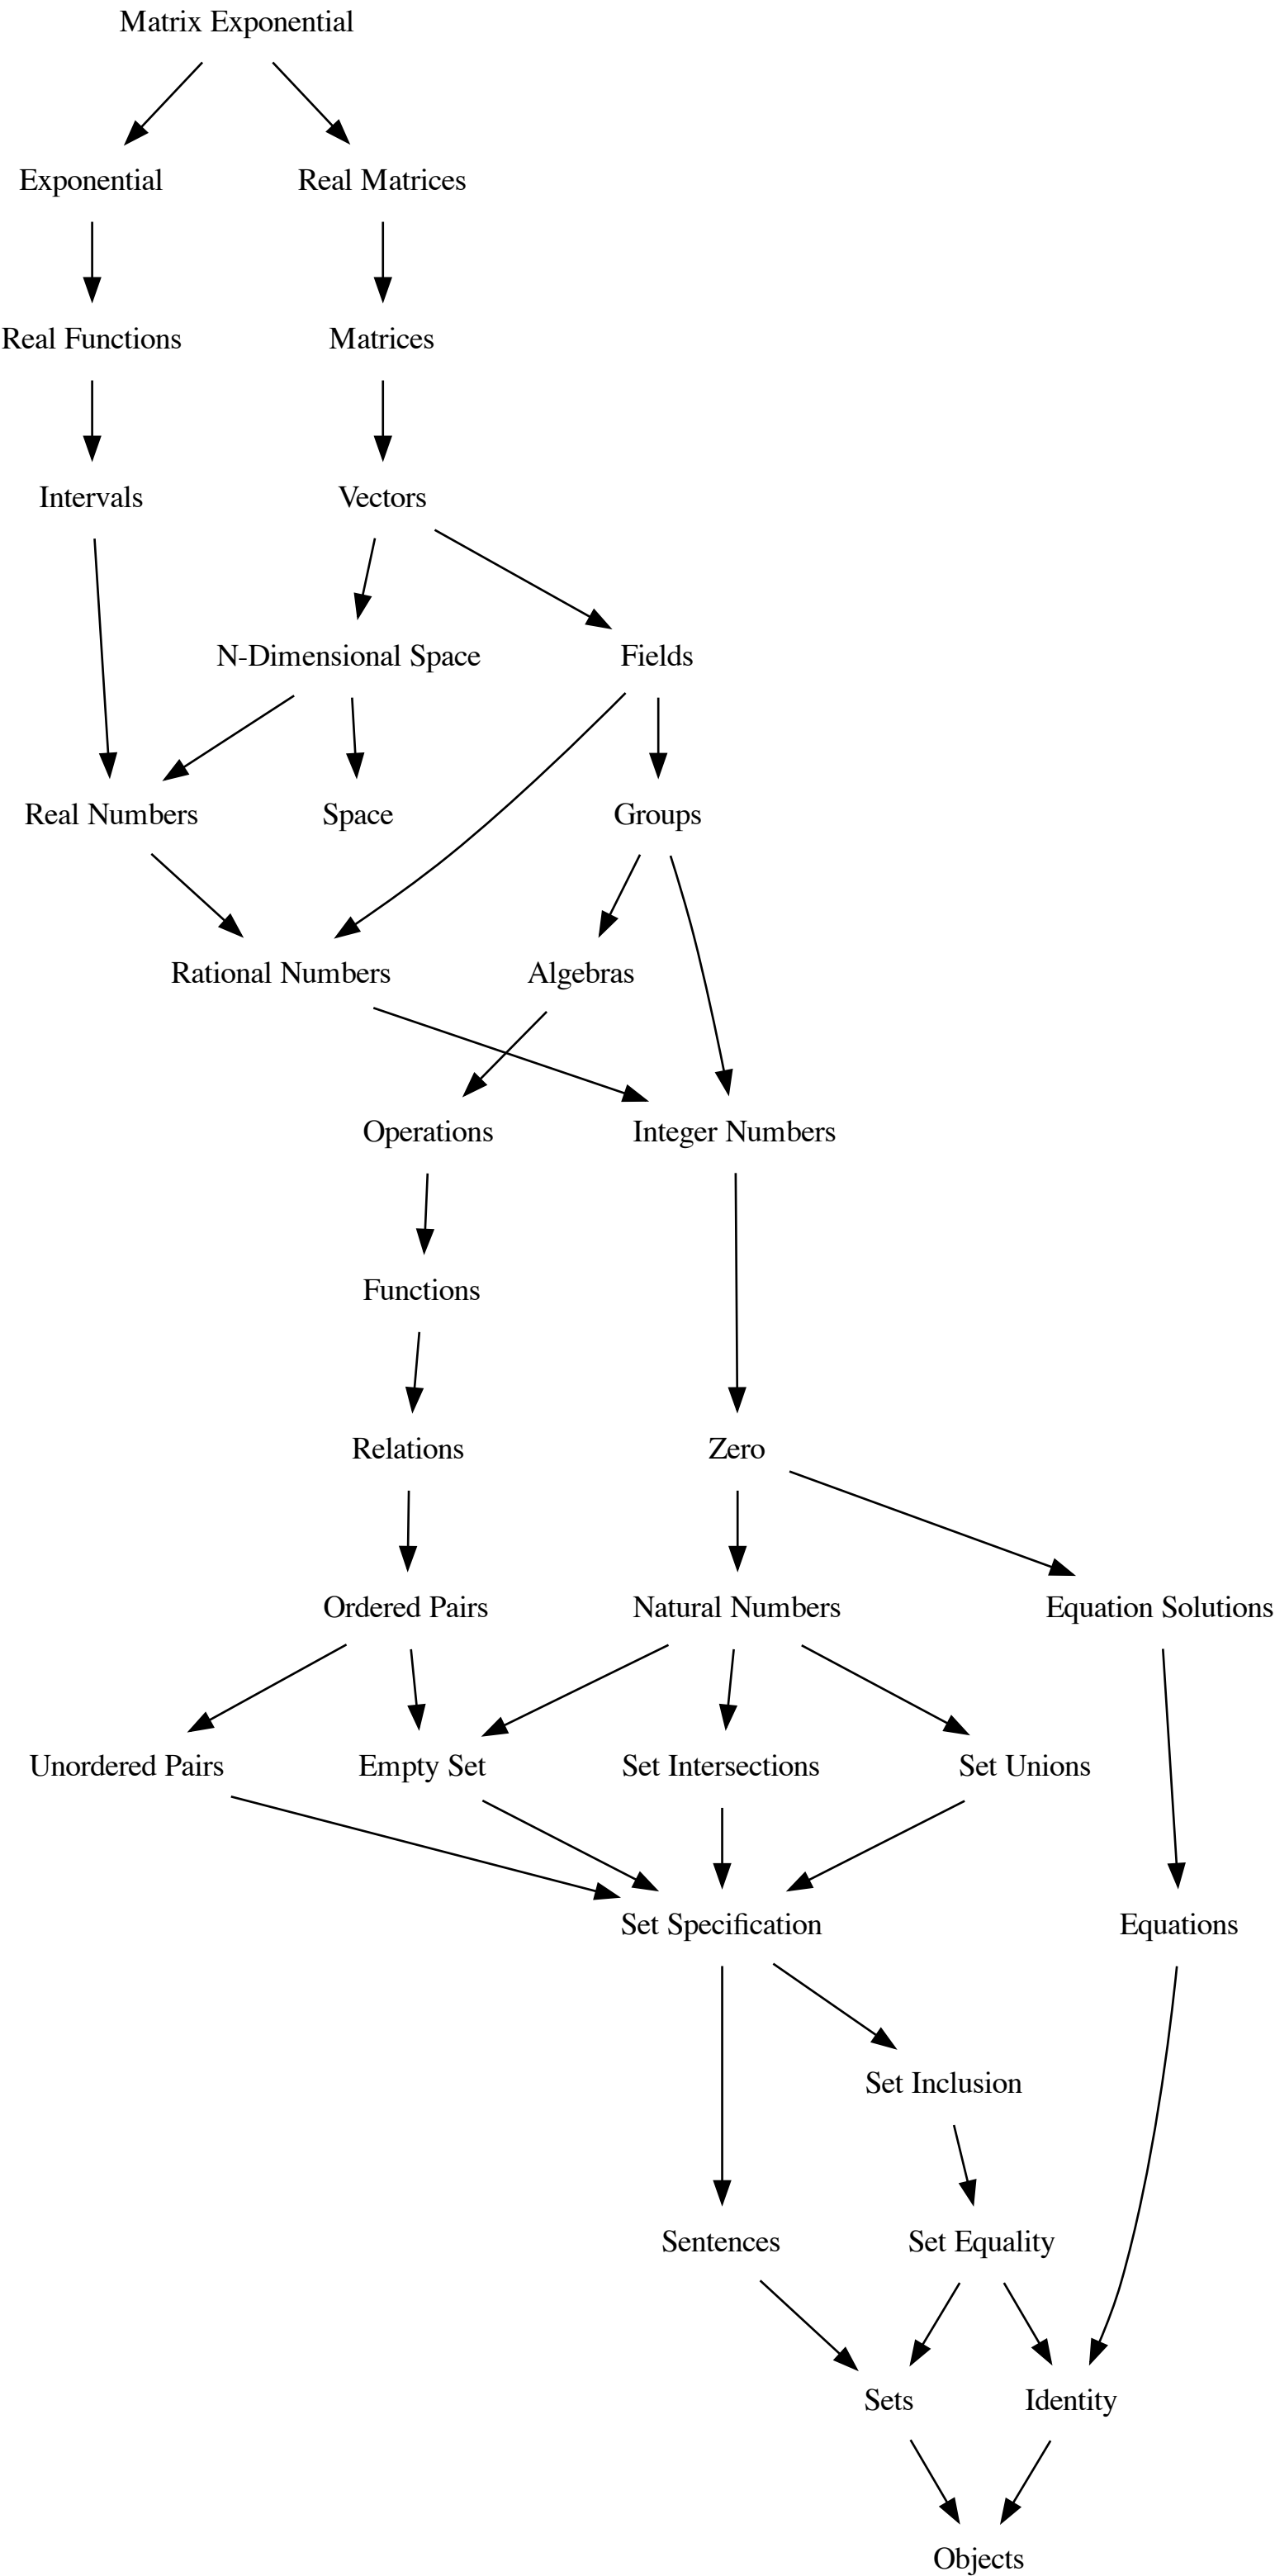 Matrix Exponential
Exponential
Real Matrices
Real Functions
Matrices
Intervals
Vectors
N-Dimensional Space
Fields
Real Numbers
Space
Groups
Rational Numbers
Algebras
Operations
Integer Numbers
Functions
Relations
Zero
Ordered Pairs
Natural Numbers
Equation Solutions
Unordered Pairs
Empty Set
Set Intersections
Set Unions
Set Specification
Equations
Set Inclusion
Sentences
Set Equality
Sets
Identity
Objects